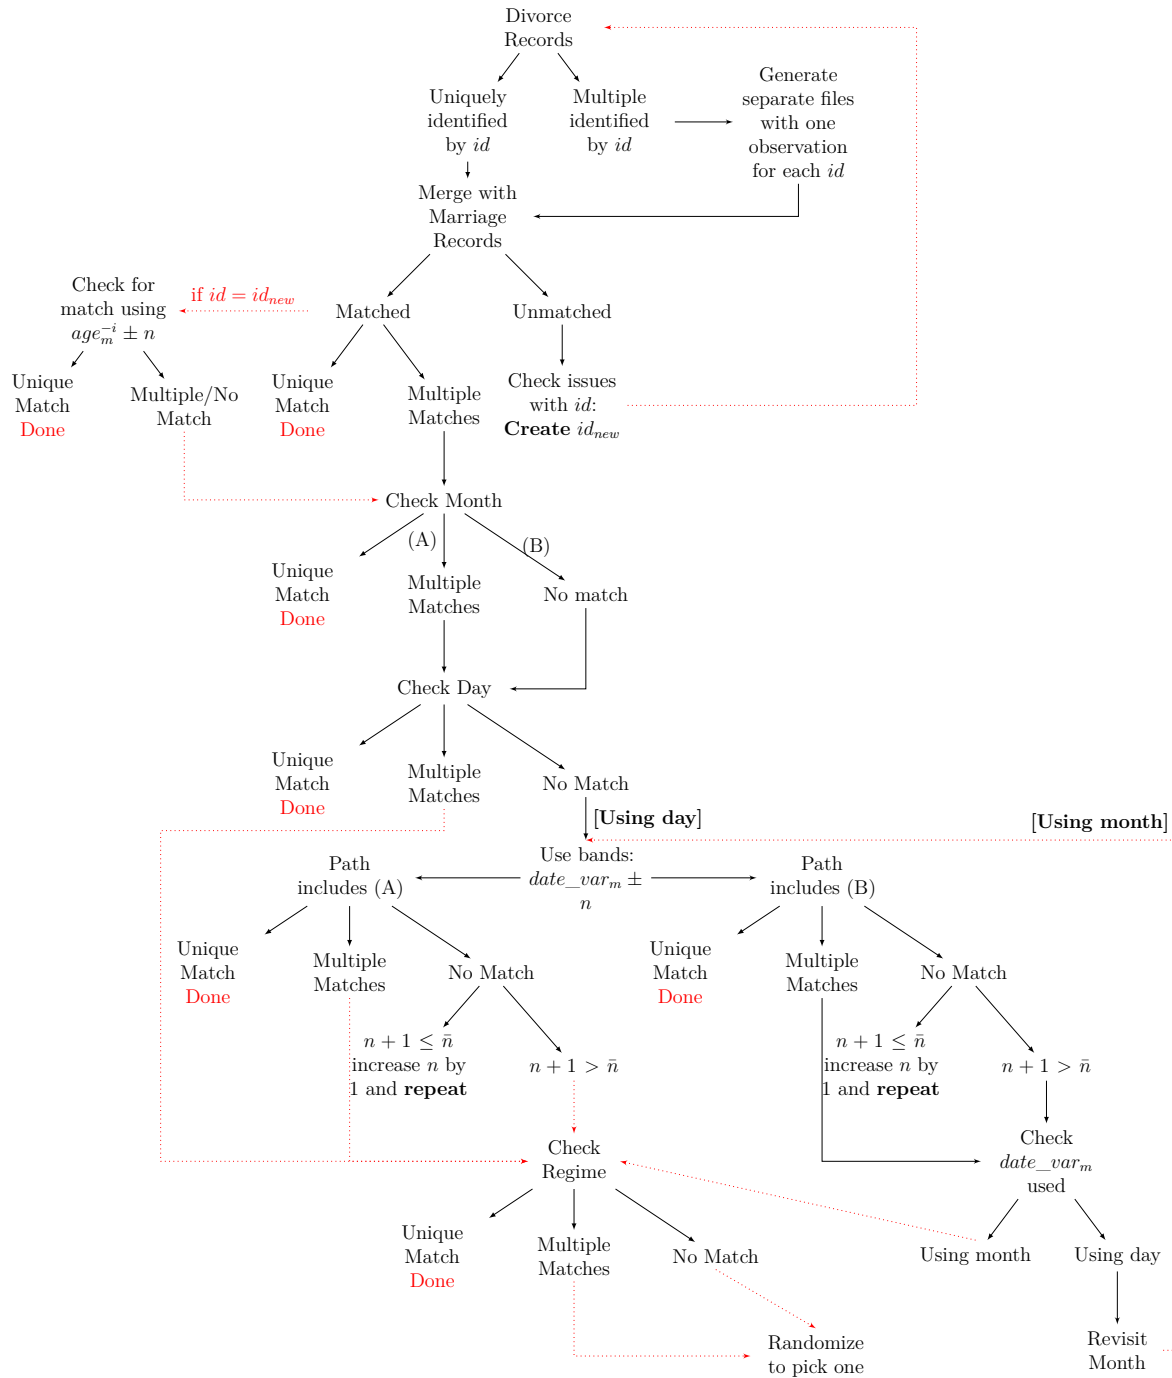 Divorce
Records
Uniquely
identified
by id
Multiple
identified
by id
Generate
separate files
with one
observation
for each id
Merge with
Marriage
Records
Check for
match using
age_m^{-i} ± n
if id = id_{new}
Matched
Unmatched
Unique
Match
Done
Multiple/No
Match
Unique
Match
Done
Multiple
Matches
Check issues
with id:
Create id_{new}
Check Month
(A)
(B)
Unique
Match
Done
Multiple
Matches
No match
Check Day
Unique
Match
Done
Multiple
Matches
No Match
[Using day]
[Using month]
Use bands:
date_var_m ±
n
Path
includes (A)
Path
includes (B)
Unique
Match
Done
Multiple
Matches
No Match
Unique
Match
Done
Multiple
Matches
No Match
n + 1 ≤ n̄
increase n by
1 and repeat
n + 1 > n̄
n + 1 ≤ n̄
increase n by
1 and repeat
n + 1 > n̄
Check
Regime
Check
date_var_m
used
Unique
Match
Done
Multiple
Matches
No Match
Using month
Using day
Randomize
to pick one
Revisit
Month